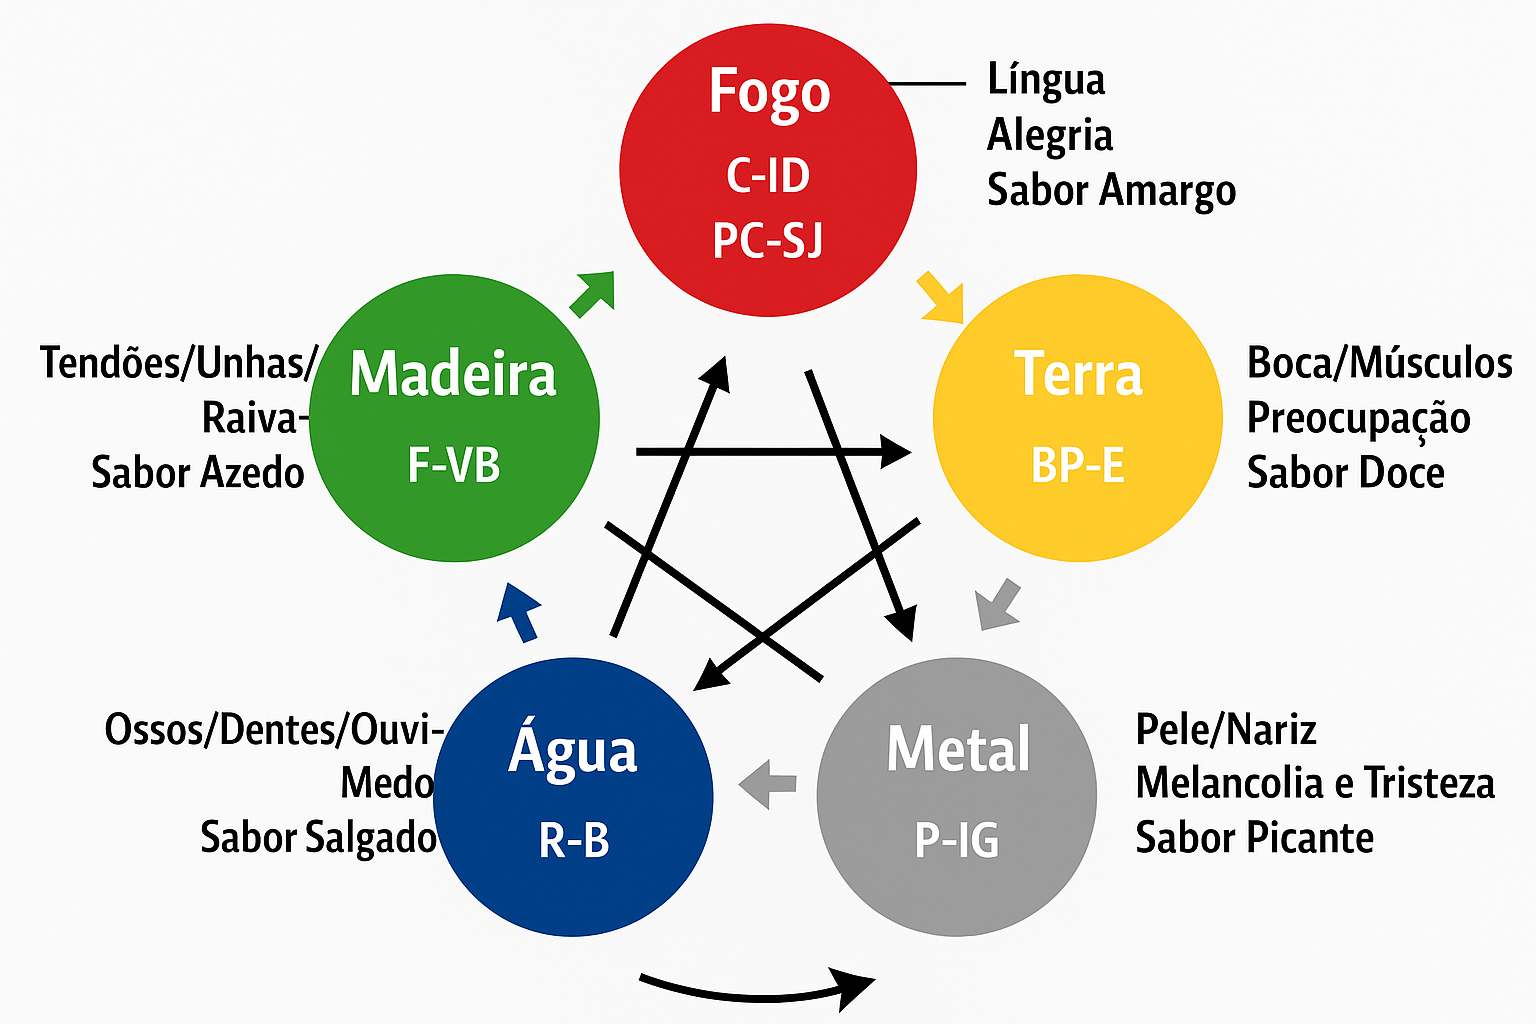 Fogo
C-ID
PC-SJ
Língua
Alegria
Sabor Amargo
Madeira
F-VB
Tendões/Unhas/
Raiva-
Sabor Azedo
Terra
BP-E
Boca/Músculos
Preocupação
Sabor Doce
Água
R-B
Ossos/Dentes/Ouvi-
Medo
Sabor Salgado
Metal
P-IG
Pele/Nariz
Melancolia e Tristeza
Sabor Picante